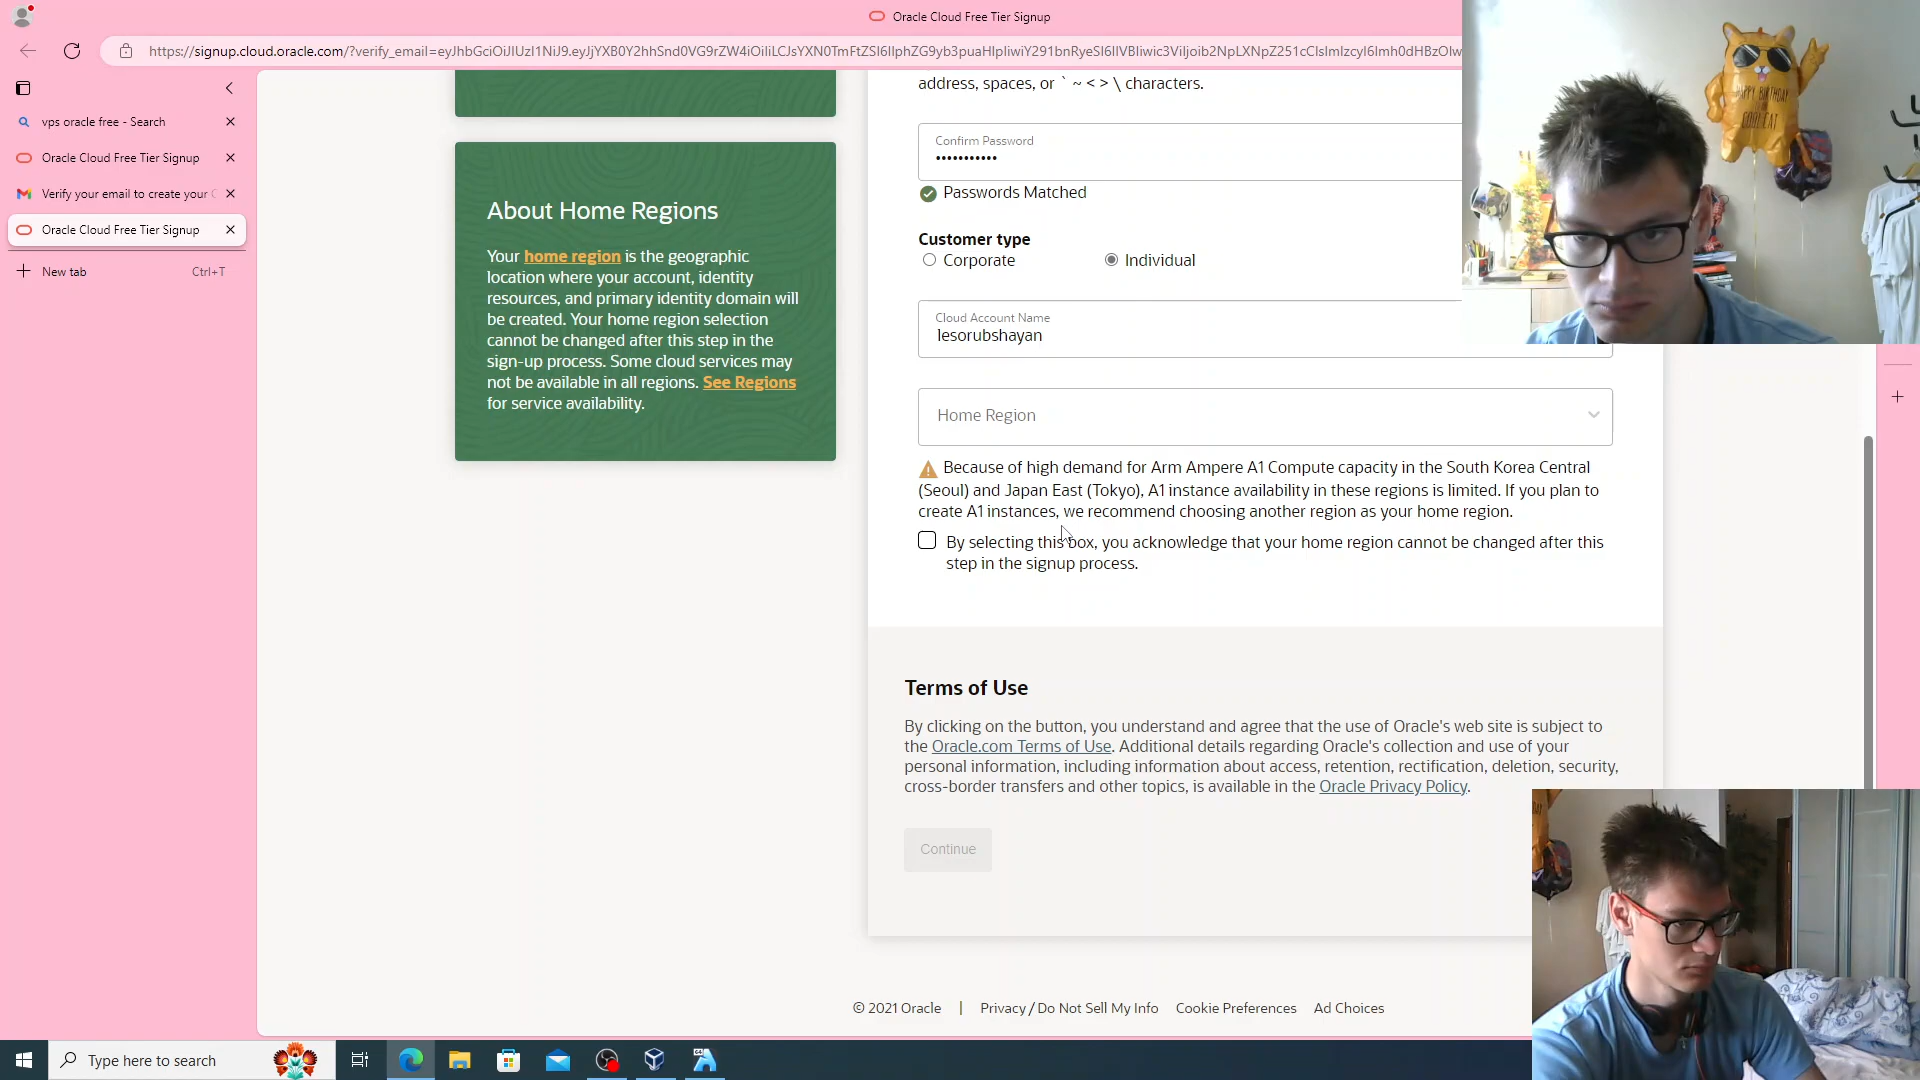 Oracle Cloud Free Tier Signup
https://signup.cloud.oracle.com/?verify_email=
vps oracle free - Search
Oracle Cloud Free Tier Signup
Verify your email to create your
Oracle Cloud Free Tier Signup
New tab Ctrl+T
About Home Regions
Your home region is the geographic
location where your account, identity
resources, and primary identity domain will
be created. Your home region selection
cannot be changed after this step in the
sign-up process. Some cloud services may
not be available in all regions. See Regions
for service availability.
address, spaces, or ` ~ < > \ characters.
Confirm Password
•••••••••••
Passwords Matched
Customer type
Corporate Individual
Cloud Account Name
lesorubshayan
Home Region
Because of high demand for Arm Ampere A1 Compute capacity in the South Korea Central
(Seoul) and Japan East (Tokyo), A1 instance availability in these regions is limited. If you plan to
create A1 instances, we recommend choosing another region as your home region.
By selecting this box, you acknowledge that your home region cannot be changed after this
step in the signup process.
Terms of Use
By clicking on the button, you understand and agree that the use of Oracle's web site is subject to
the Oracle.com Terms of Use. Additional details regarding Oracle's collection and use of your
personal information, including information about access, retention, rectification, deletion, security,
cross-border transfers and other topics, is available in the Oracle Privacy Policy.
Continue
© 2021 Oracle | Privacy / Do Not Sell My Info Cookie Preferences Ad Choices
Type here to search
HAPPY BIRTHDAY
COOL CAT